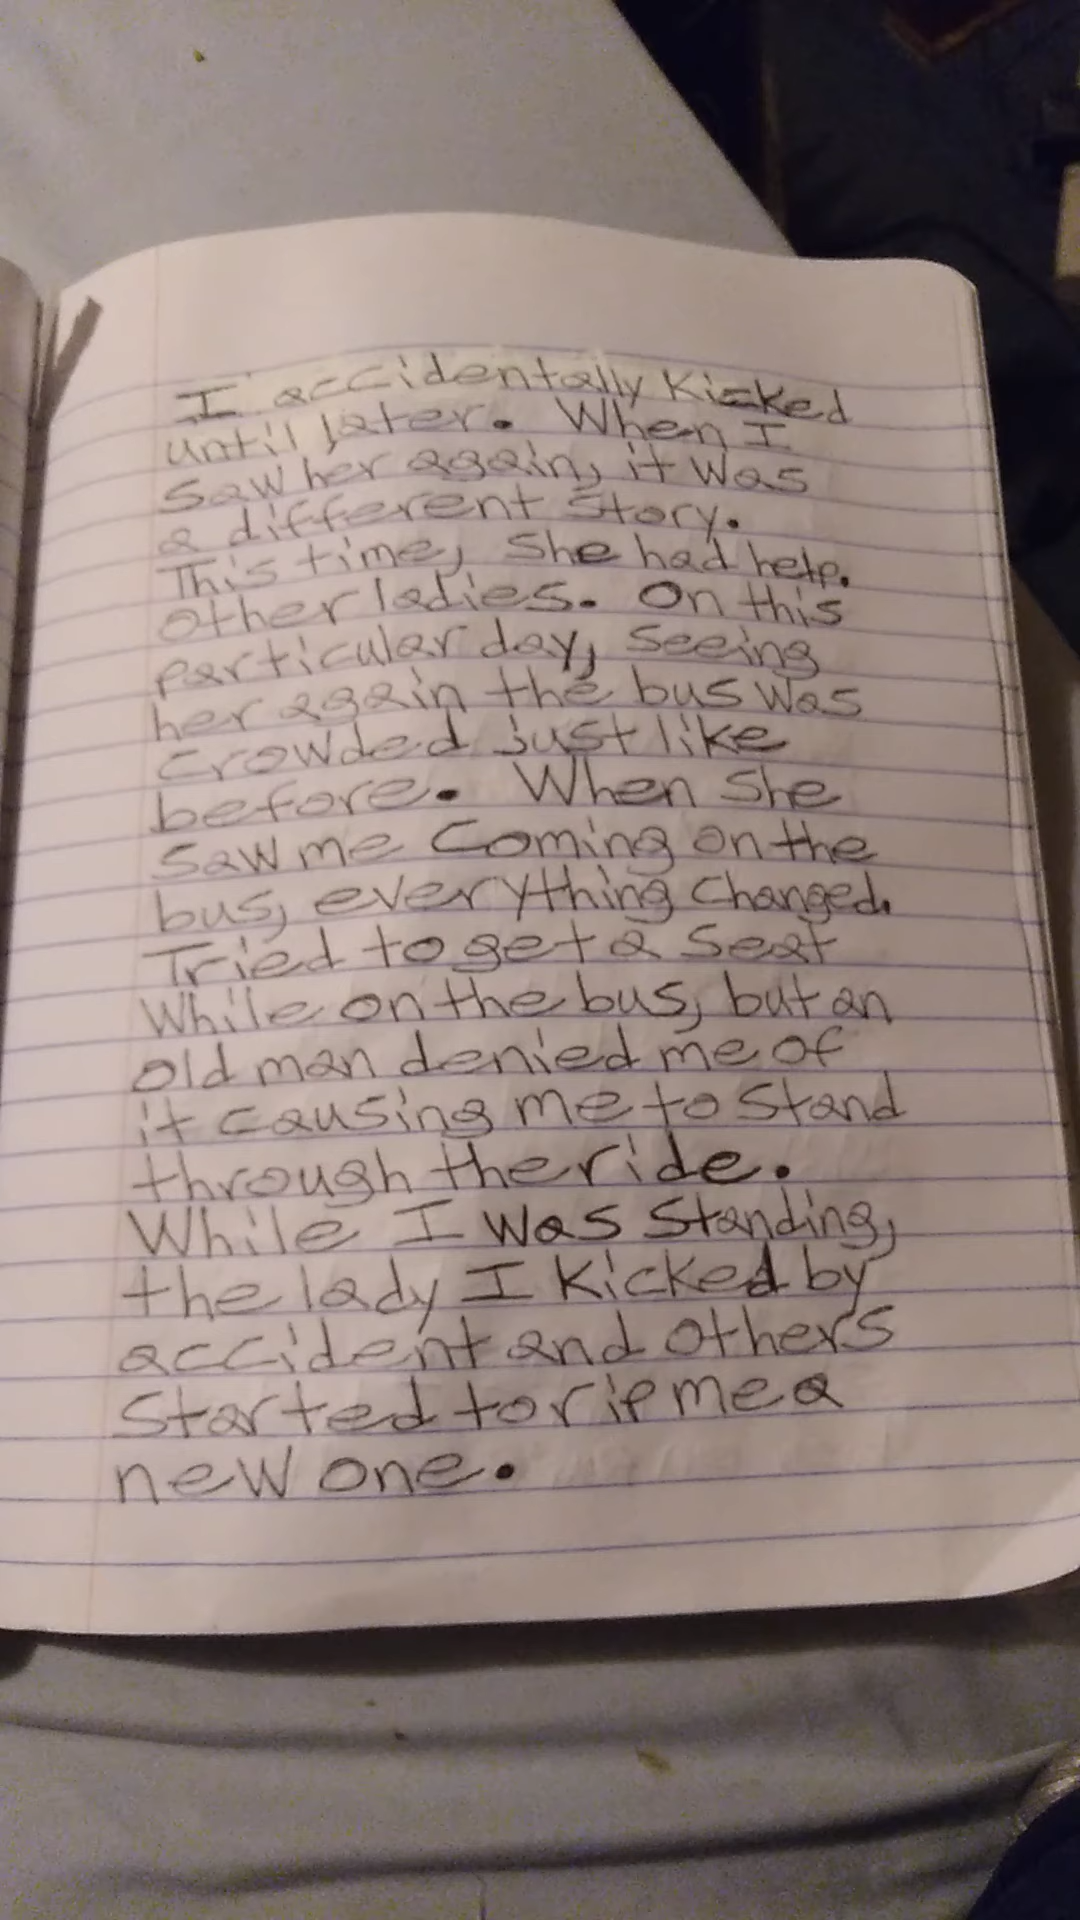 I accidentally Kicked
until later. When I
saw her again, it was
a different story.
This time, she had help.
Other ladies. On this
particular day, seeing
her again the bus was
crowded just like
before. When she
saw me coming on the
bus, everything changed.
Tried to get a seat
While on the bus, but an
old man denied me of
it causing me to stand
through the ride.
While I was standing,
the lady I kicked by
accident and others
started to rip me a
new one.